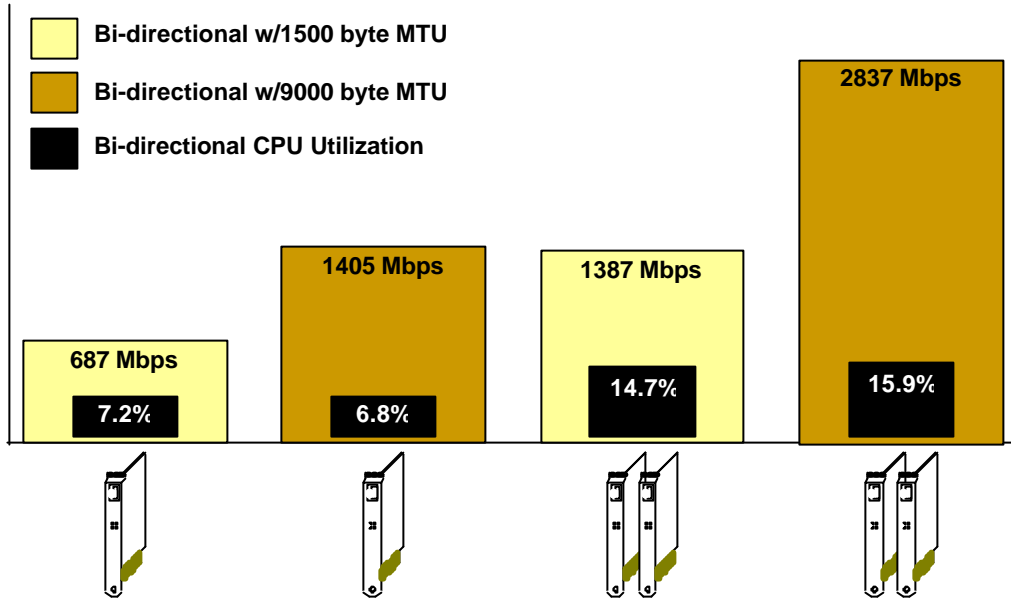 Bi-directional w/1500 byte MTU
Bi-directional w/9000 byte MTU
Bi-directional CPU Utilization
687 Mbps
7.2%
1405 Mbps
6.8%
1387 Mbps
14.7%
2837 Mbps
15.9%